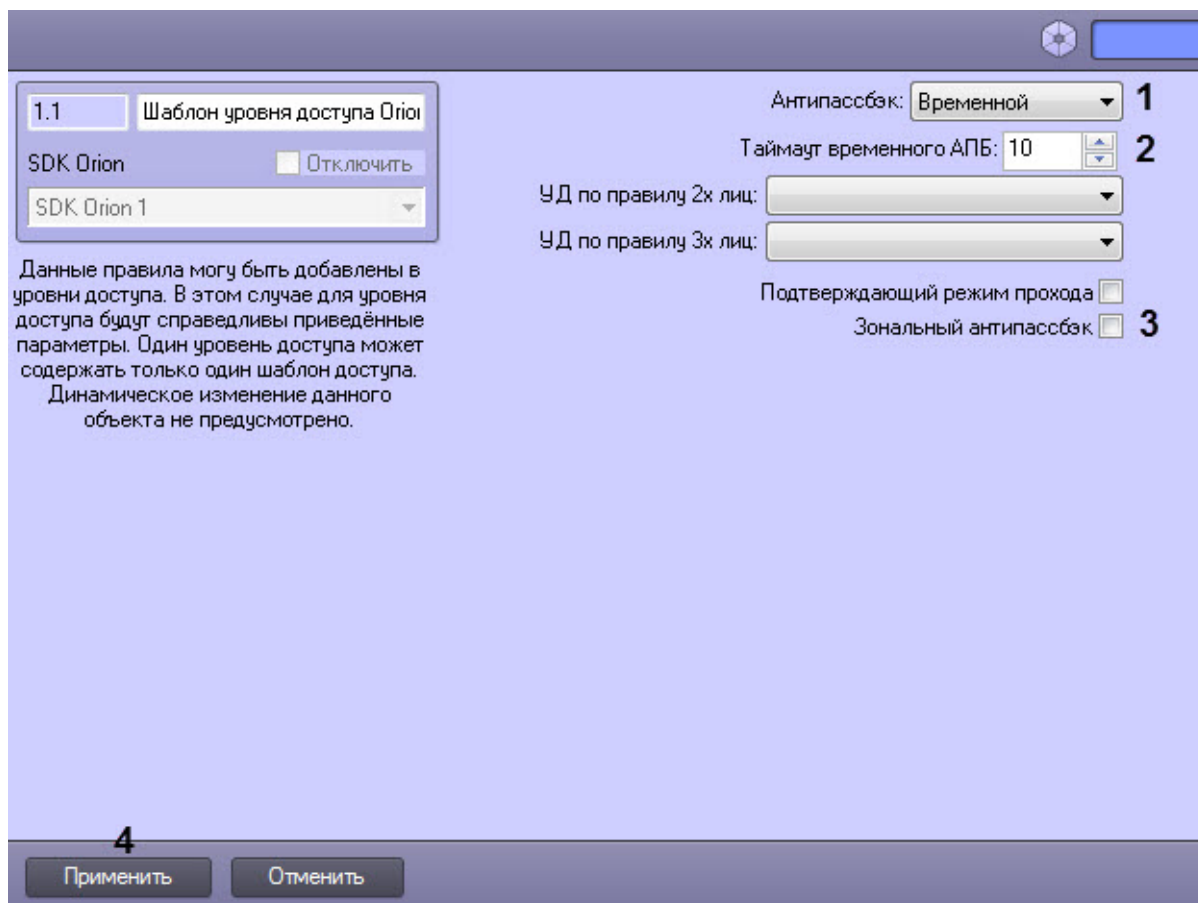 1.1
Шаблон уровня доступа Orion
SDK Orion
Отключить
SDK Orion 1
Данные правила могу быть добавлены в
уровни доступа. В этом случае для уровня
доступа будут справедливы приведённые
параметры. Один уровень доступа может
содержать только один шаблон доступа.
Динамическое изменение данного
объекта не предусмотрено.
Антипассбэк: Временной 1
Таймаут временного АПБ: 10 2
УД по правилу 2х лиц:
УД по правилу 3х лиц:
Подтверждающий режим прохода
Зональный антипассбэк 3
4
Применить
Отменить